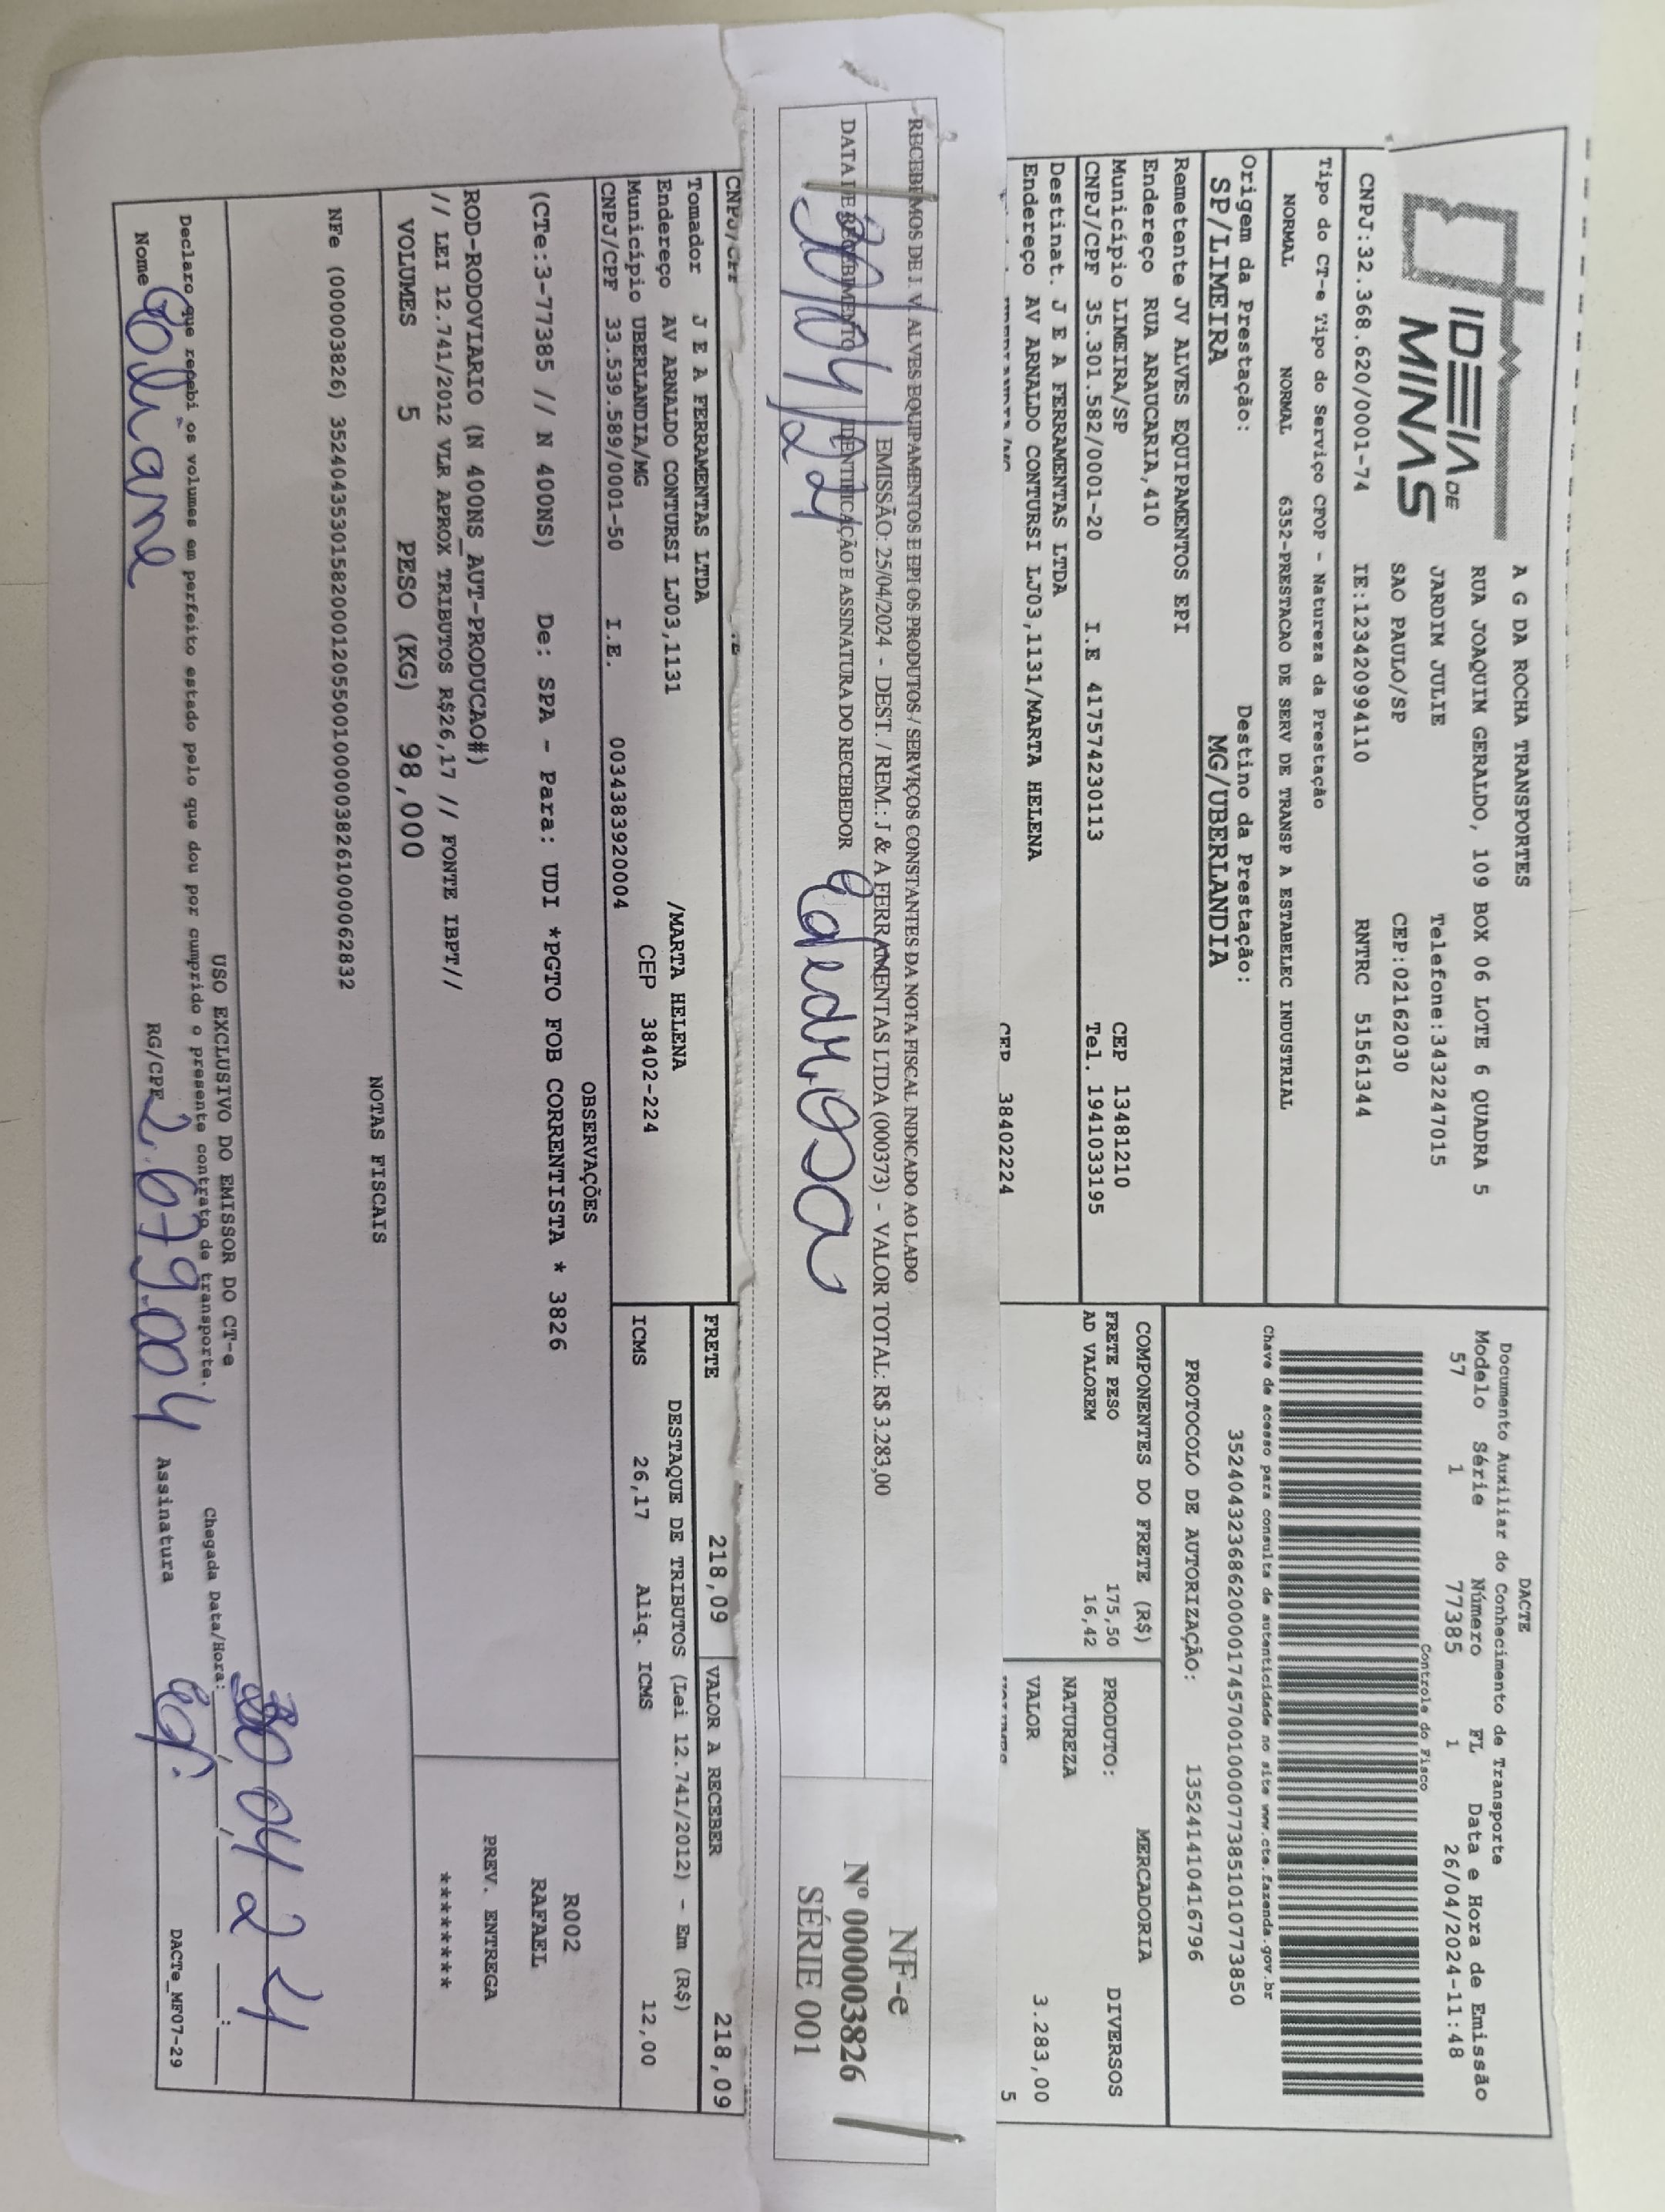 IDEIA DE
MINAS
A G DA ROCHA TRANSPORTES
RUA JOAQUIM GERALDO, 109 BOX 06 LOTE 6 QUADRA 5
JARDIM JULIE Telefone:3432247015
SAO PAULO/SP CEP:02162030
CNPJ:32.368.620/0001-74 IE:123420994110 RNTRC 51561344
Tipo do CT-e Tipo do Serviço CFOP - Natureza da Prestação
NORMAL NORMAL 6352-PRESTACAO DE SERV DE TRANSP A ESTABELEC INDUSTRIAL
Origem da Prestação: Destino da Prestação:
SP/LIMEIRA MG/UBERLANDIA
Remetente JV ALVES EQUIPAMENTOS EPI
Endereço RUA ARAUCARIA,410
Município LIMEIRA/SP CEP 13481210
CNPJ/CPF 35.301.582/0001-20 I.E 417574230113 Tel. 1941033195
Destinat. J E A FERRAMENTAS LTDA
Endereço AV ARNALDO CONTURSI LJ03,1131/MARTA HELENA
CEP 38402224
DACTE
Documento Auxiliar do Conhecimento de Transporte
Modelo Série Número FL Data e Hora de Emissão
57 1 77385 1 26/04/2024-11:48
Controle do Fisco
Chave de acesso para consulta de autenticidade no site www.cte.fazenda.gov.br
35240432368620000174570010000773851010773850
PROTOCOLO DE AUTORIZAÇÃO: 135241410416796
COMPONENTES DO FRETE (R$) MERCADORIA
FRETE PESO 175,50 PRODUTO: DIVERSOS
AD VALOREM 16,42
NATUREZA
VALOR 3.283,00
5
RECEBEMOS DE J. V. ALVES EQUIPAMENTOS E EPI OS PRODUTOS / SERVIÇOS CONSTANTES DA NOTA FISCAL INDICADO AO LADO
EMISSÃO: 25/04/2024 - DEST. / REM.: J & A FERRAMENTAS LTDA (000373) - VALOR TOTAL: R$ 3.283,00
DATA DE RECEBIMENTO IDENTIFICAÇÃO E ASSINATURA DO RECEBEDOR
30/04/24
NF-e
Nº 000003826
SÉRIE 001
CNPJ/CPF
Tomador J E A FERRAMENTAS LTDA
Endereço AV ARNALDO CONTURSI LJ03,1131 /MARTA HELENA
Município UBERLANDIA/MG CEP 38402-224
CNPJ/CPF 33.539.589/0001-50 I.E. 0034383920004
FRETE 218,09 VALOR A RECEBER 218,09
DESTAQUE DE TRIBUTOS (Lei 12.741/2012) - Em (R$)
ICMS 26,17 Aliq. ICMS 12,00
OBSERVAÇÕES
(CTe:3-77385 // N 400NS) De: SPA - Para: UDI *PGTO FOB CORRENTISTA * 3826
ROD-RODOVIARIO (N 400NS_AUT-PRODUCAO#)
// LEI 12.741/2012 VLR APROX TRIBUTOS R$26,17 // FONTE IBPT//
R002
RAFAEL
PREV. ENTREGA
********
VOLUMES 5 PESO (KG) 98,000
NOTAS FISCAIS
NFe (000003826) 35240435301582000120550010000038261000062832
USO EXCLUSIVO DO EMISSOR DO CT-e
Declaro que recebi os volumes em perfeito estado pelo que dou por cumprido o presente contrato de transporte.
Chegada Data/Hora: __/__/__ __:__
30 04 24
Nome Eliane RG/CPF 2.679.004 Assinatura
DACTe_MF07-29